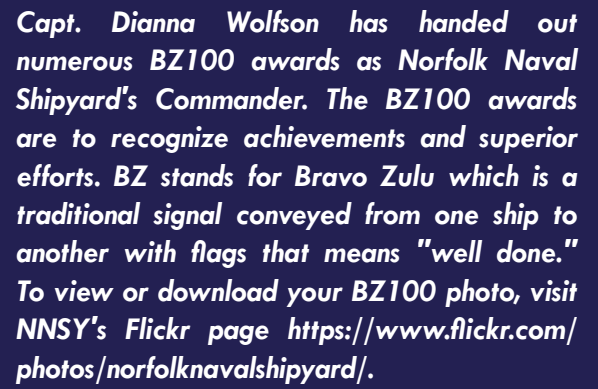 Capt. Dianna Wolfson has handed out
numerous BZ100 awards as Norfolk Naval
Shipyard's Commander. The BZ100 awards
are to recognize achievements and superior
efforts. BZ stands for Bravo Zulu which is a
traditional signal conveyed from one ship to
another with flags that means "well done."
To view or download your BZ100 photo, visit
NNSY's Flickr page https://www.flickr.com/
photos/norfolknavalshipyard/.